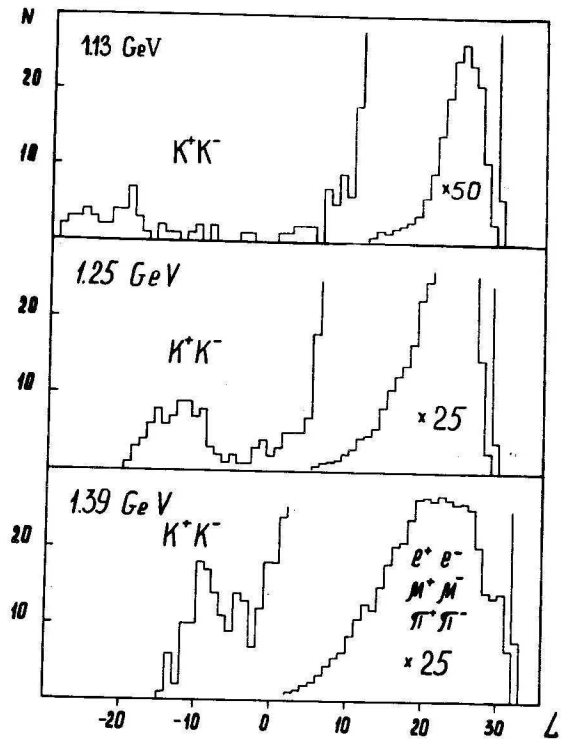 N
1.13 GeV
20
K⁺K⁻
10
×50
1.25 GeV
20
K⁺K⁻
10
× 25
1.39 GeV
K⁺K⁻
20
e⁺ e⁻
μ⁺ μ⁻
π⁺ π⁻
10
× 25
-20 -10 0 10 20 30 L